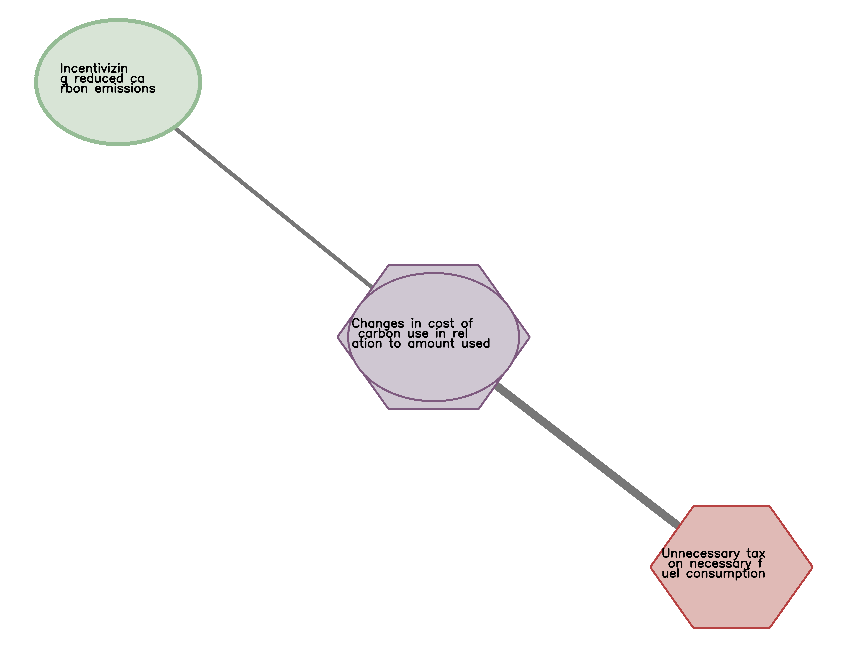 Incentivizin
g reduced ca
rbon emissions
Changes in cost of
carbon use in rel
ation to amount used
Unnecessary tax
on necessary f
uel consumption